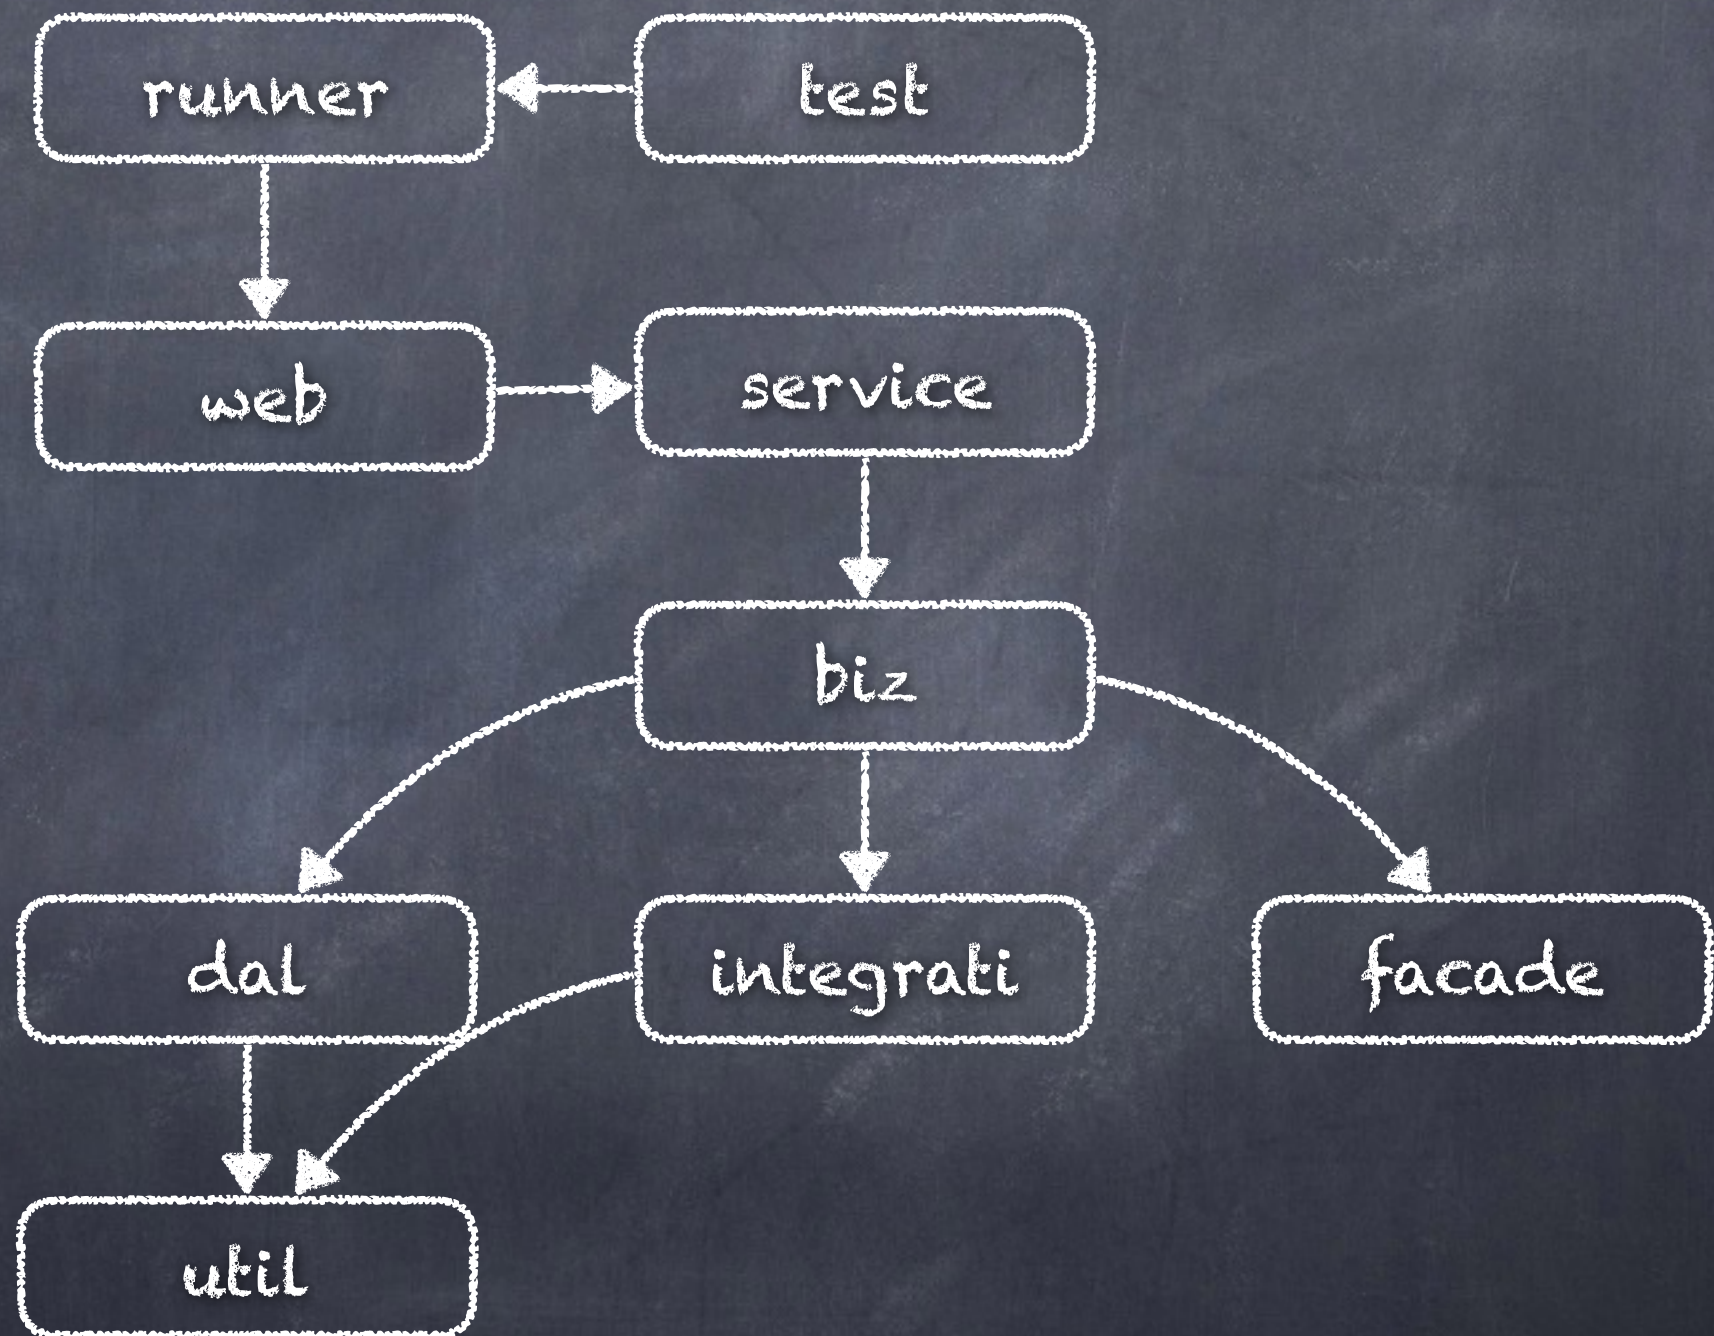 runner
test
web
service
biz
dal
integrati
facade
util